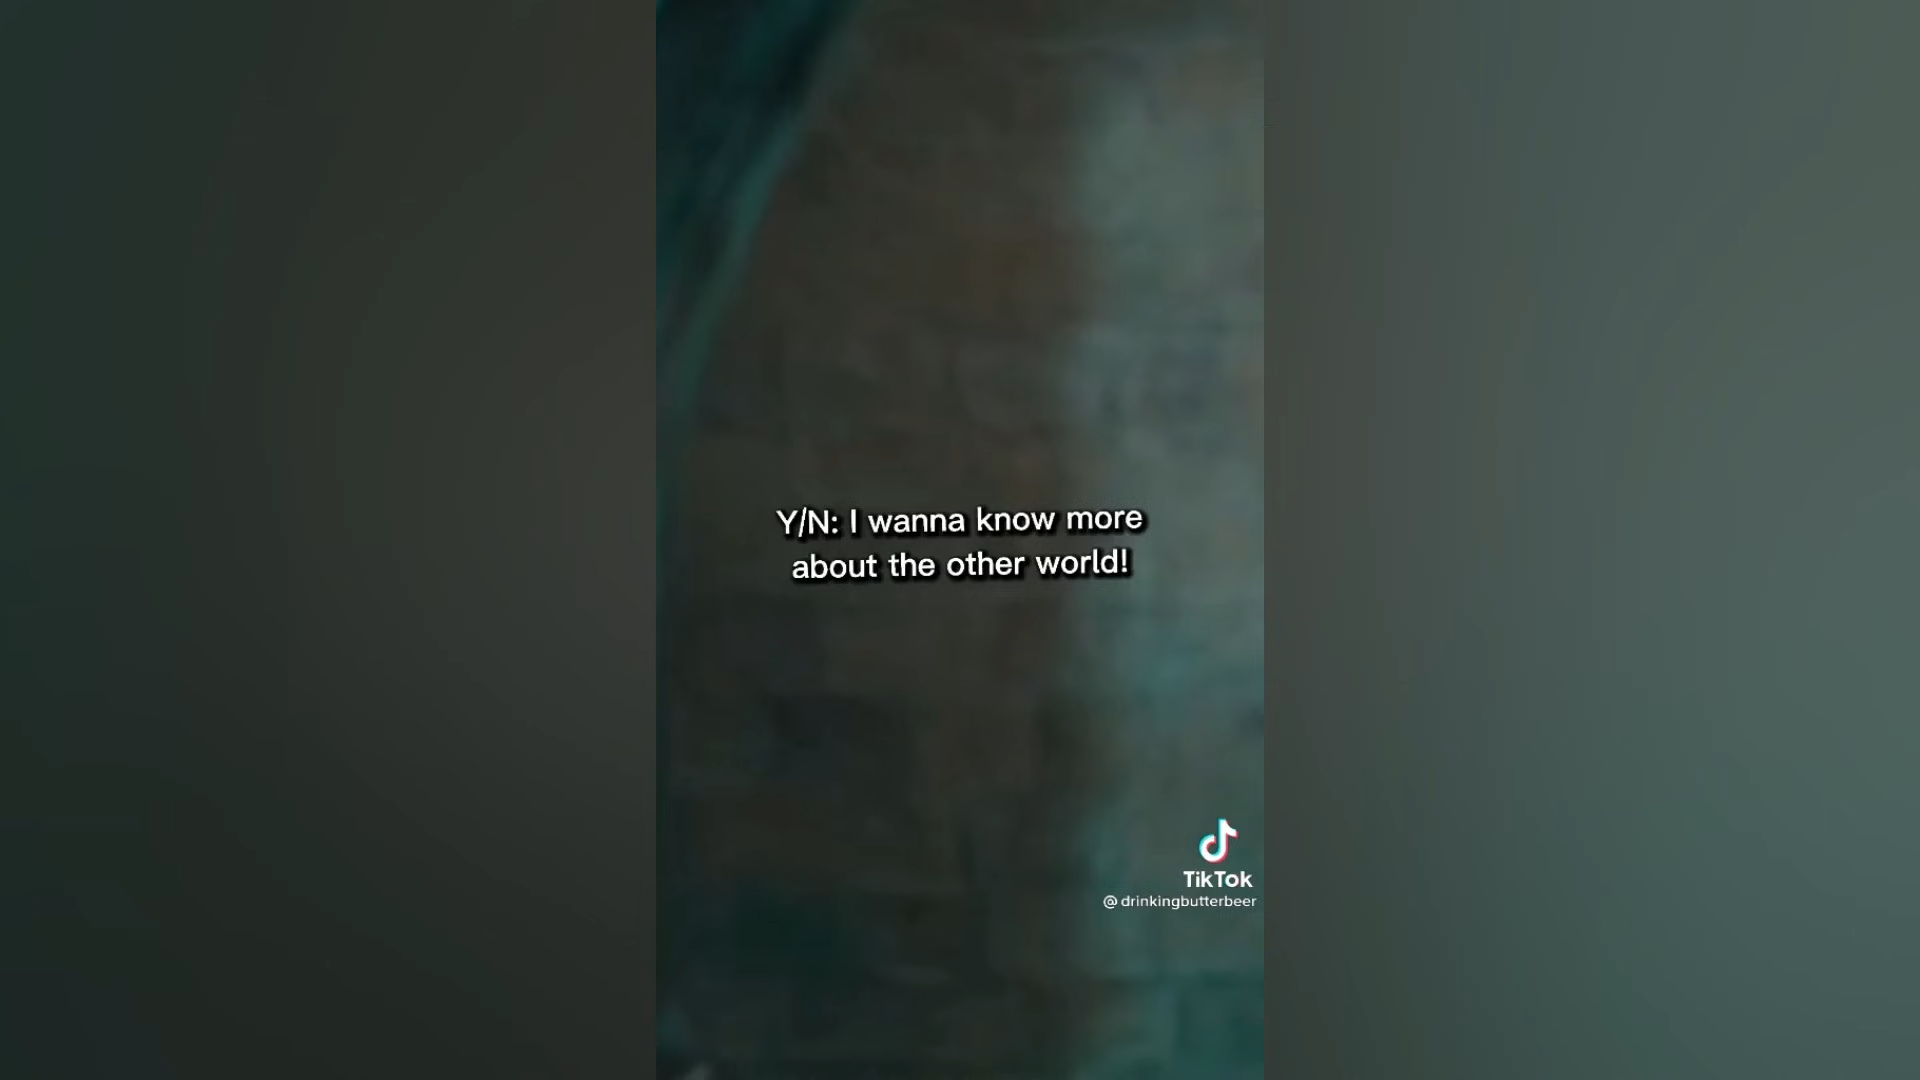 Y/N: I wanna know more
about the other world!
TikTok
@drinkingbutterbeer